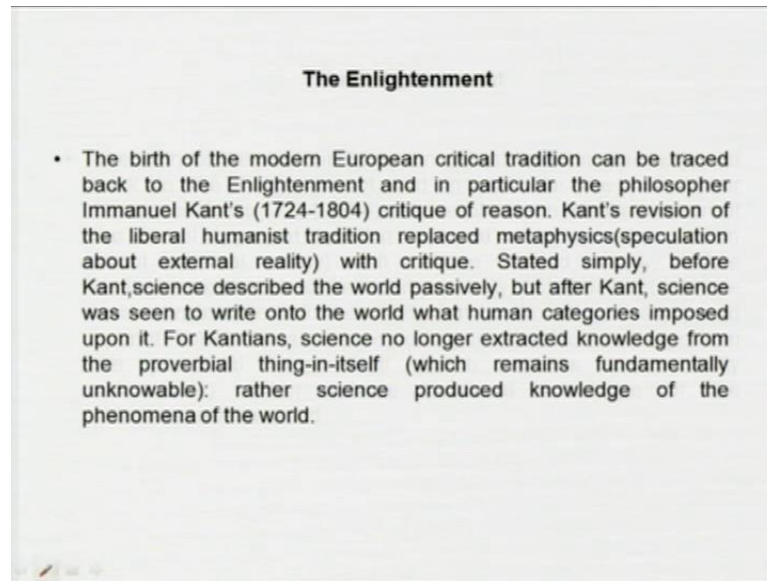 The Enlightenment
• The birth of the modern European critical tradition can be traced
back to the Enlightenment and in particular the philosopher
Immanuel Kant's (1724-1804) critique of reason. Kant's revision of
the liberal humanist tradition replaced metaphysics(speculation
about external reality) with critique. Stated simply, before
Kant,science described the world passively, but after Kant, science
was seen to write onto the world what human categories imposed
upon it. For Kantians, science no longer extracted knowledge from
the proverbial thing-in-itself (which remains fundamentally
unknowable): rather science produced knowledge of the
phenomena of the world.